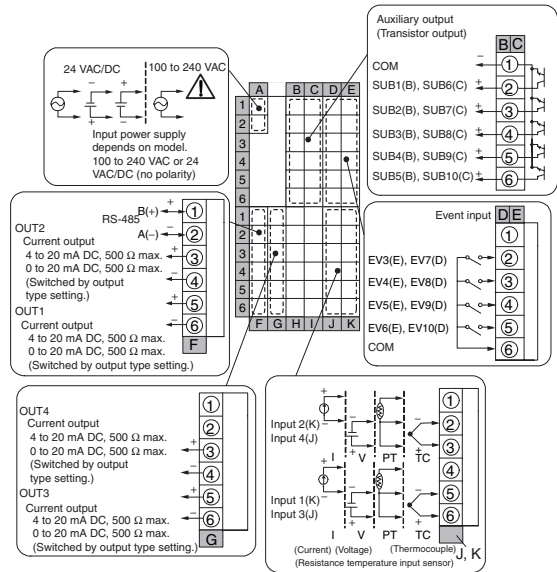 24 VAC/DC
100 to 240 VAC
Input power supply
depends on model.
100 to 240 VAC or 24
VAC/DC (no polarity)
A
B C D E
1
2
3
4
5
6
1
2
3
4
5
6
F G H I J K
Auxiliary output
(Transistor output)
B C
COM
SUB1(B), SUB6(C)
SUB2(B), SUB7(C)
SUB3(B), SUB8(C)
SUB4(B), SUB9(C)
SUB5(B), SUB10(C)
1
2
3
4
5
6
B(+)
RS-485
A(−)
OUT2
Current output
4 to 20 mA DC, 500 Ω max.
0 to 20 mA DC, 500 Ω max.
(Switched by output
type setting.)
OUT1
Current output
4 to 20 mA DC, 500 Ω max.
0 to 20 mA DC, 500 Ω max.
(Switched by output type setting.)
1
2
3
4
5
6
F
Event input
D E
EV3(E), EV7(D)
EV4(E), EV8(D)
EV5(E), EV9(D)
EV6(E), EV10(D)
COM
1
2
3
4
5
6
OUT4
Current output
4 to 20 mA DC, 500 Ω max.
0 to 20 mA DC, 500 Ω max.
(Switched by output
type setting.)
OUT3
Current output
4 to 20 mA DC, 500 Ω max.
0 to 20 mA DC, 500 Ω max.
(Switched by output type setting.)
1
2
3
4
5
6
G
Input 2(K)
Input 4(J)
I V PT TC
Input 1(K)
Input 3(J)
I V PT TC
(Current) (Voltage) (Thermocouple)
(Resistance temperature input sensor)
1
2
3
4
5
6
J, K